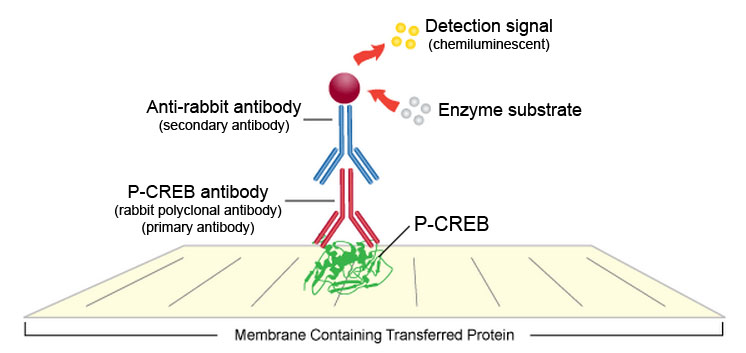 Detection signal
(chemiluminescent)
Anti-rabbit antibody
(secondary antibody)
Enzyme substrate
P-CREB antibody
(rabbit polyclonal antibody)
(primary antibody)
P-CREB
Membrane Containing Transferred Protein